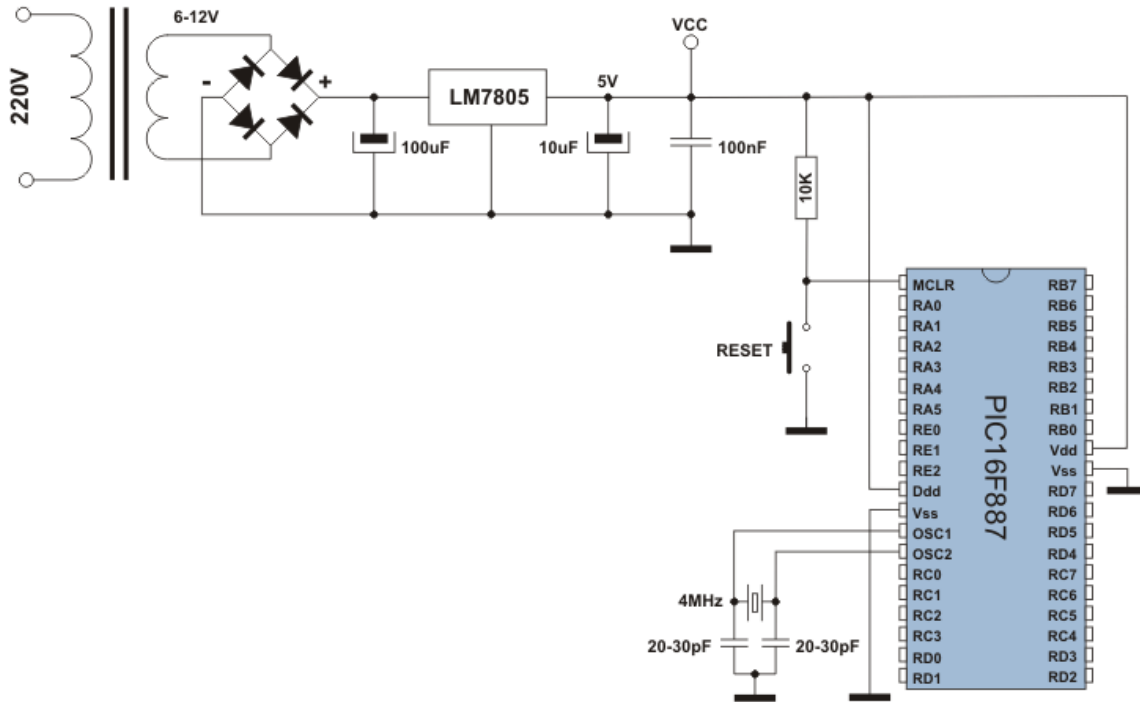 220V
6-12V
-
+
LM7805
100uF
5V
10uF
VCC
100nF
10K
RESET
4MHz
20-30pF
20-30pF
PIC16F887
MCLR
RA0
RA1
RA2
RA3
RA4
RA5
RE0
RE1
RE2
Ddd
Vss
OSC1
OSC2
RC0
RC1
RC2
RC3
RD0
RD1
RB7
RB6
RB5
RB4
RB3
RB2
RB1
RB0
Vdd
Vss
RD7
RD6
RD5
RD4
RC7
RC6
RC5
RC4
RD3
RD2